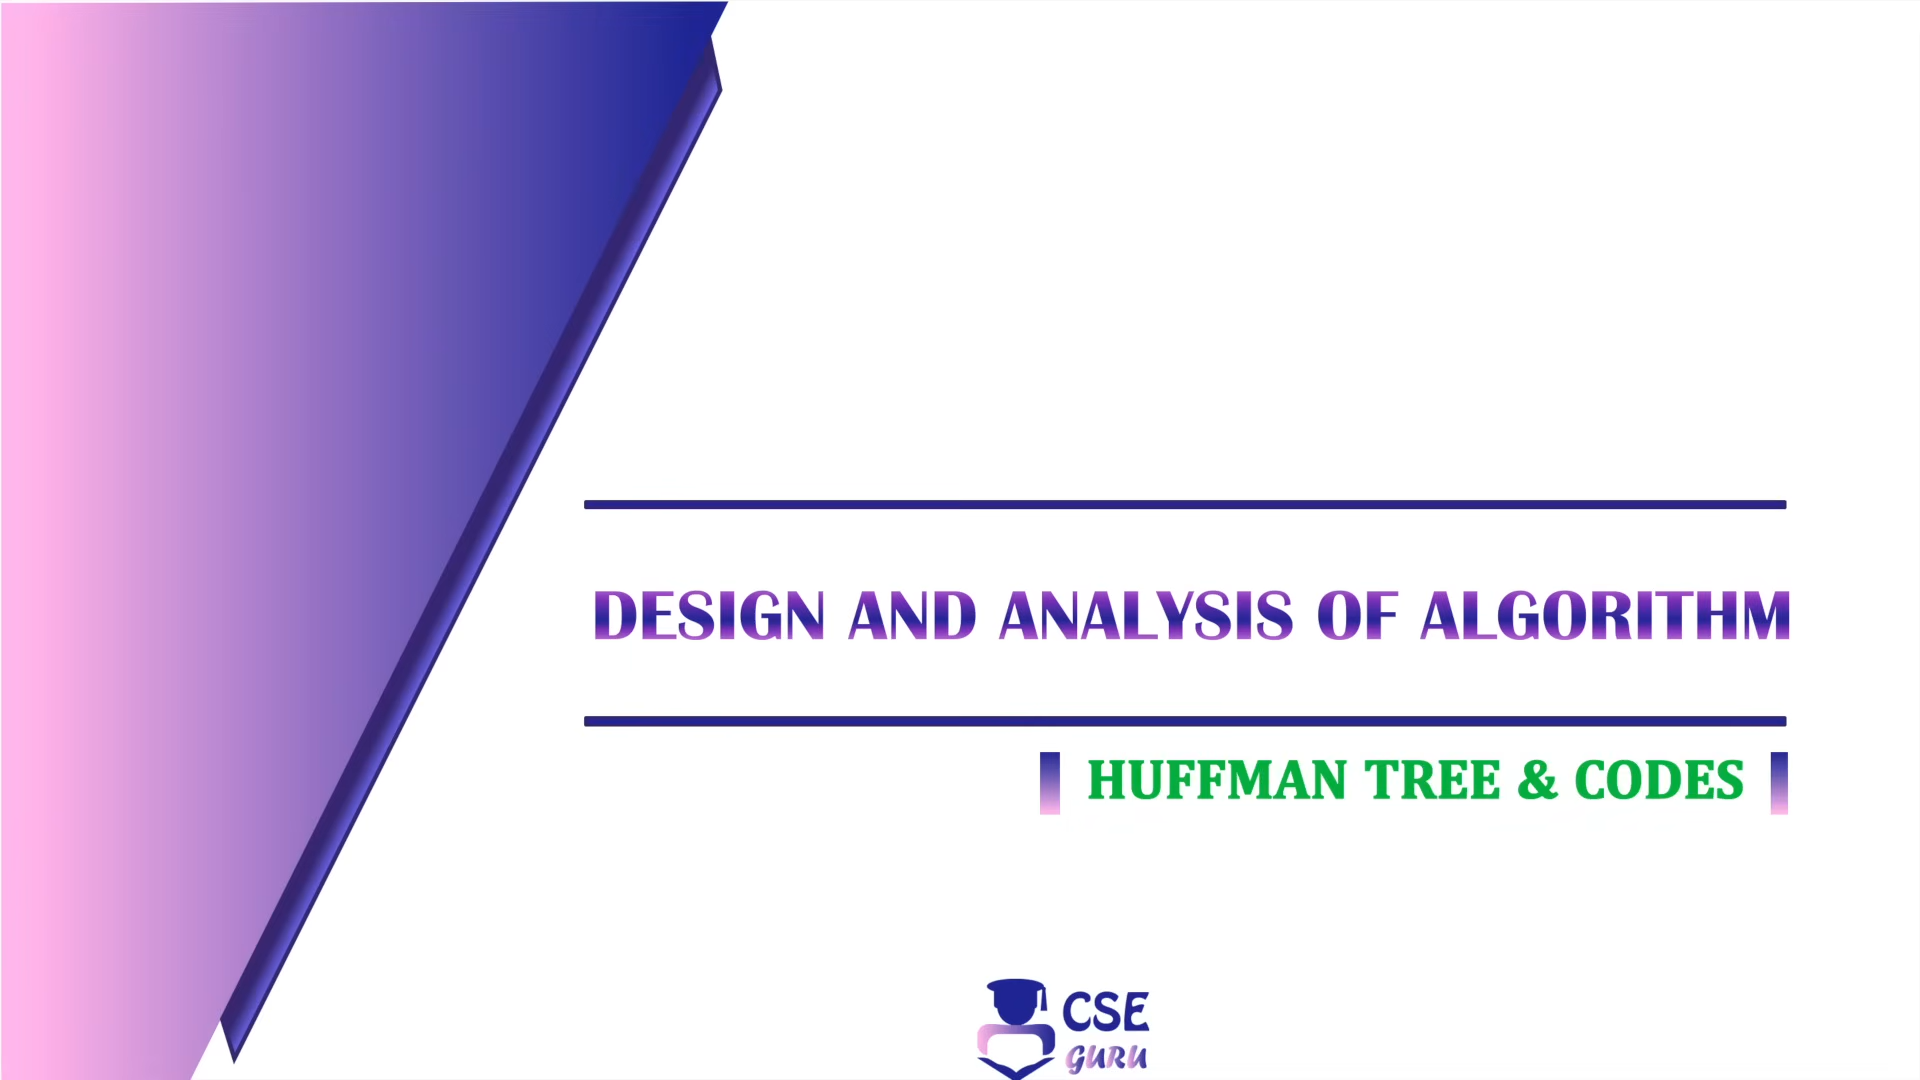 DESIGN AND ANALYSIS OF ALGORITHM
HUFFMAN TREE & CODES
CSE
GURU